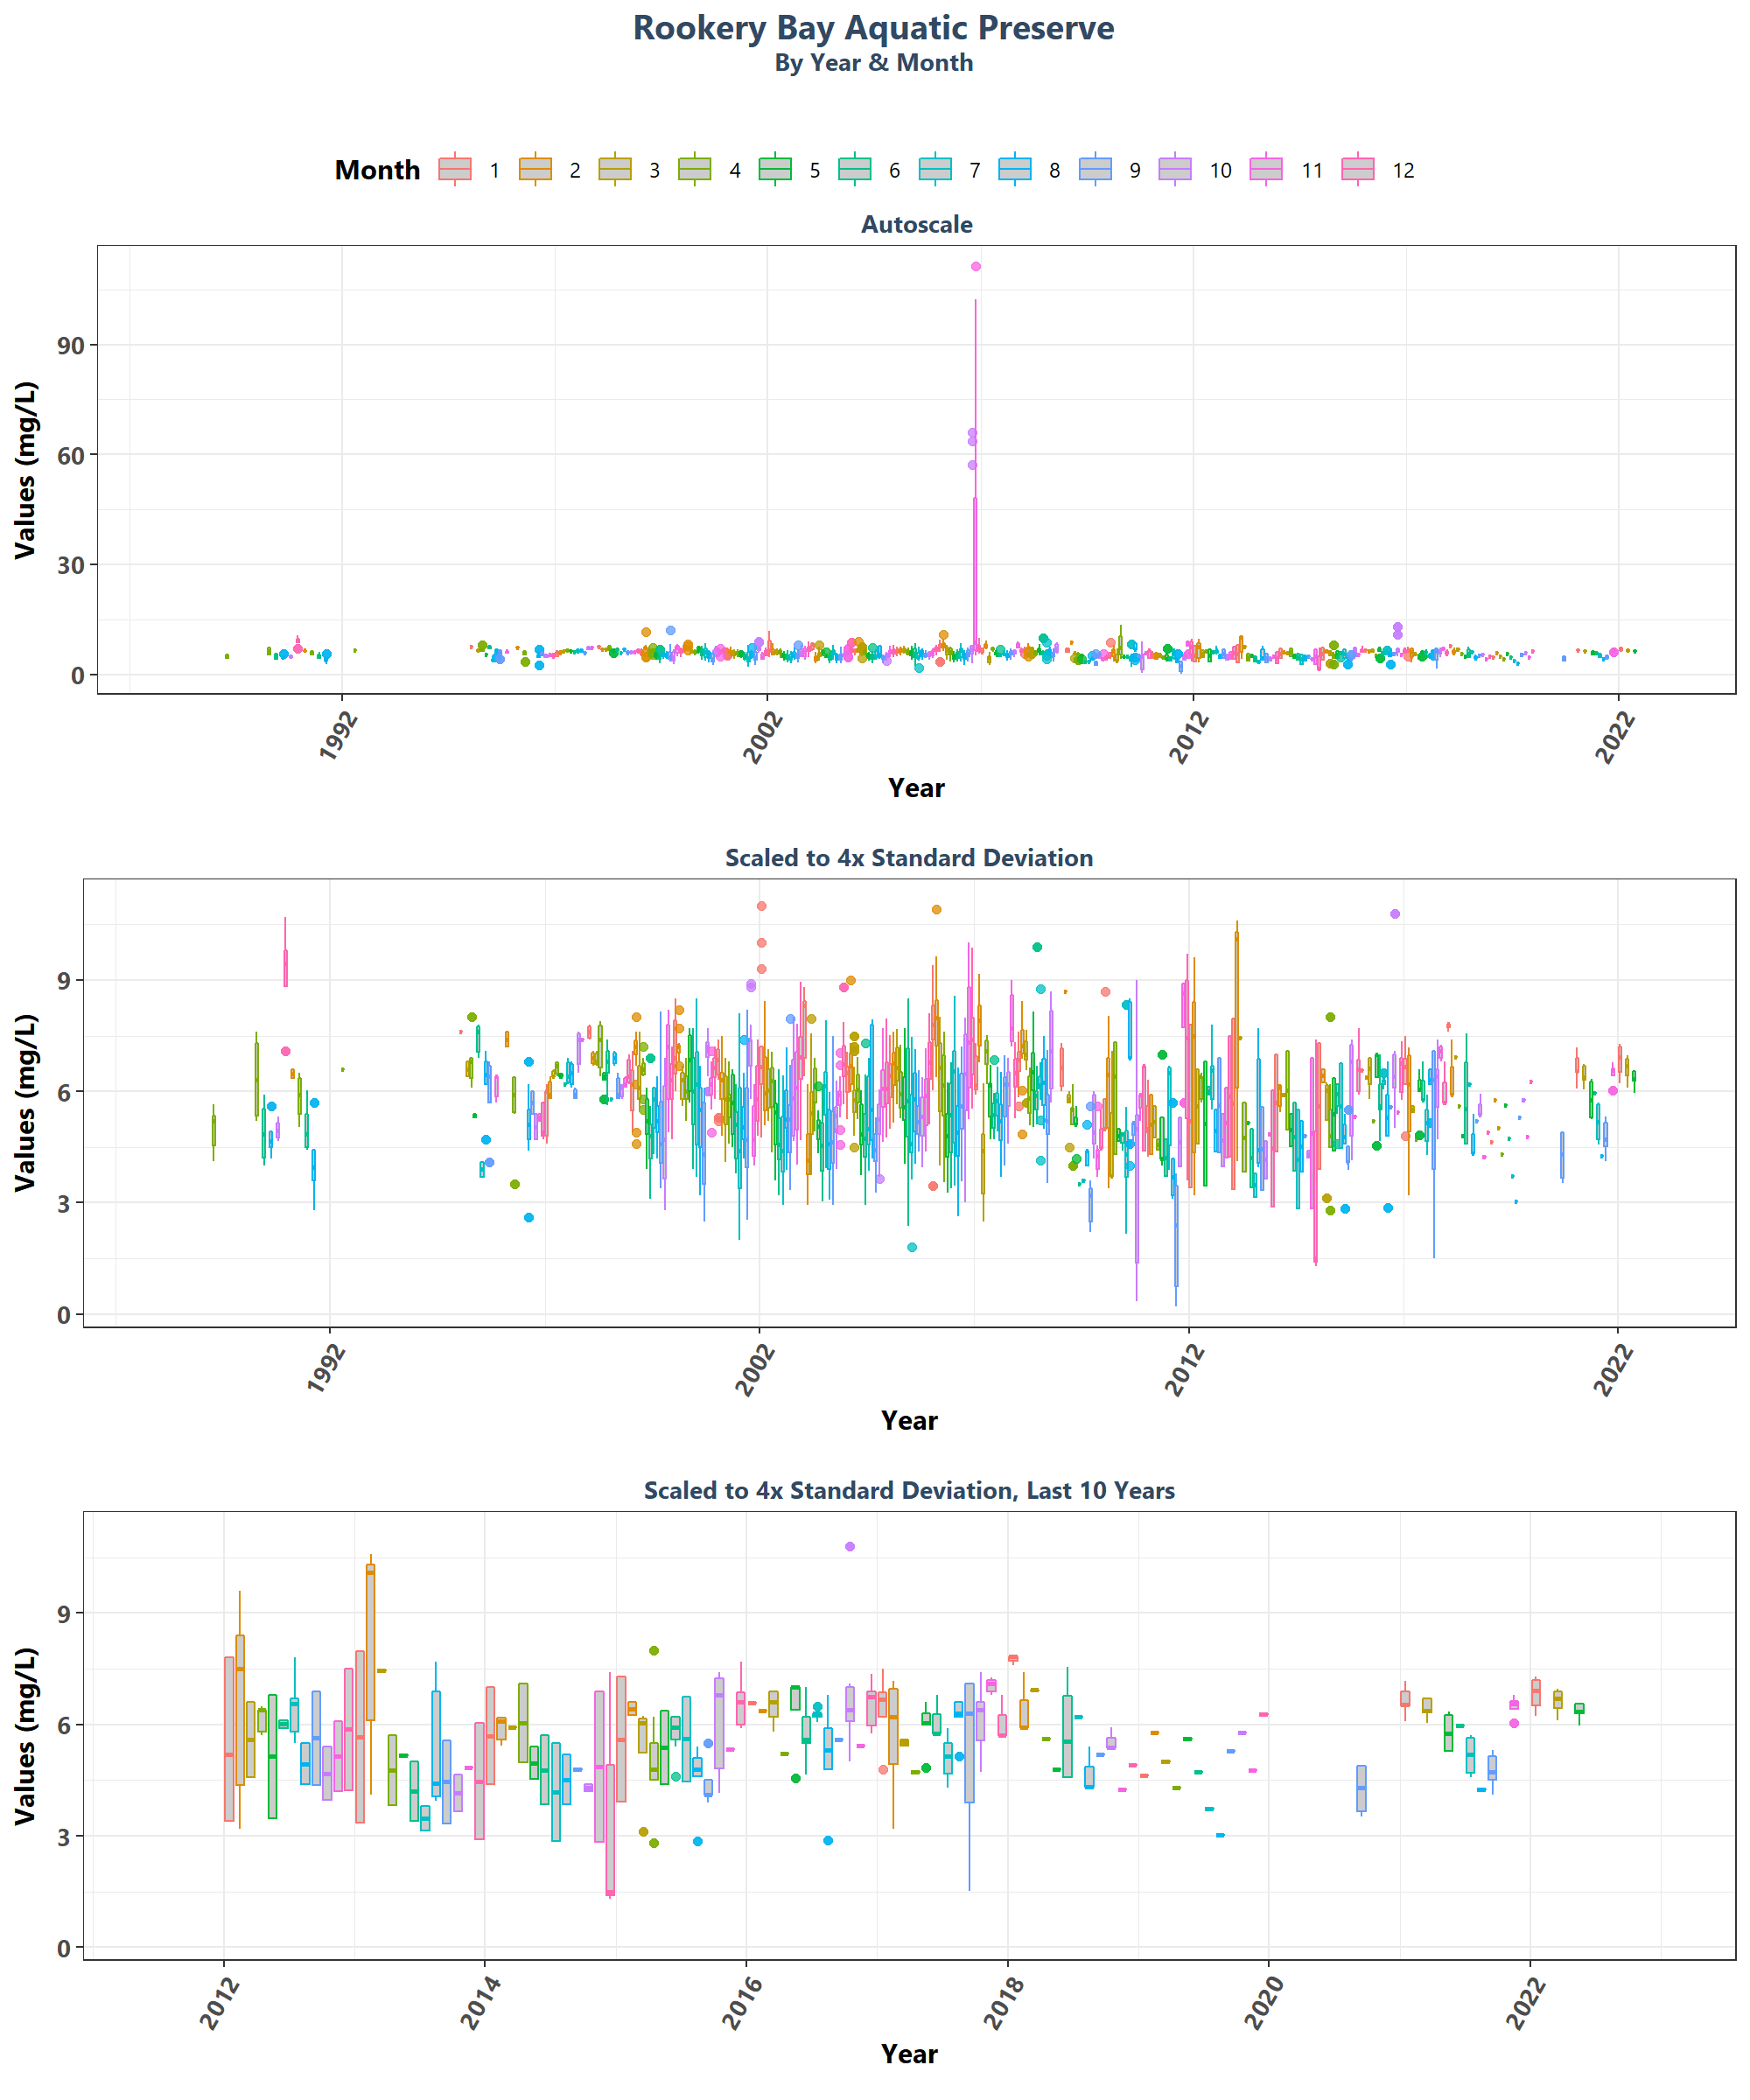 Rookery Bay Aquatic Preserve
By Year & Month
Month 1 2 3 4 5 6 7 8 9 10 11 12
Autoscale
Values (mg/L)
90
60
30
0
1992 2002 2012 2022
Year
Scaled to 4x Standard Deviation
Values (mg/L)
9
6
3
0
1992 2002 2012 2022
Year
Scaled to 4x Standard Deviation, Last 10 Years
Values (mg/L)
9
6
3
0
2012 2014 2016 2018 2020 2022
Year